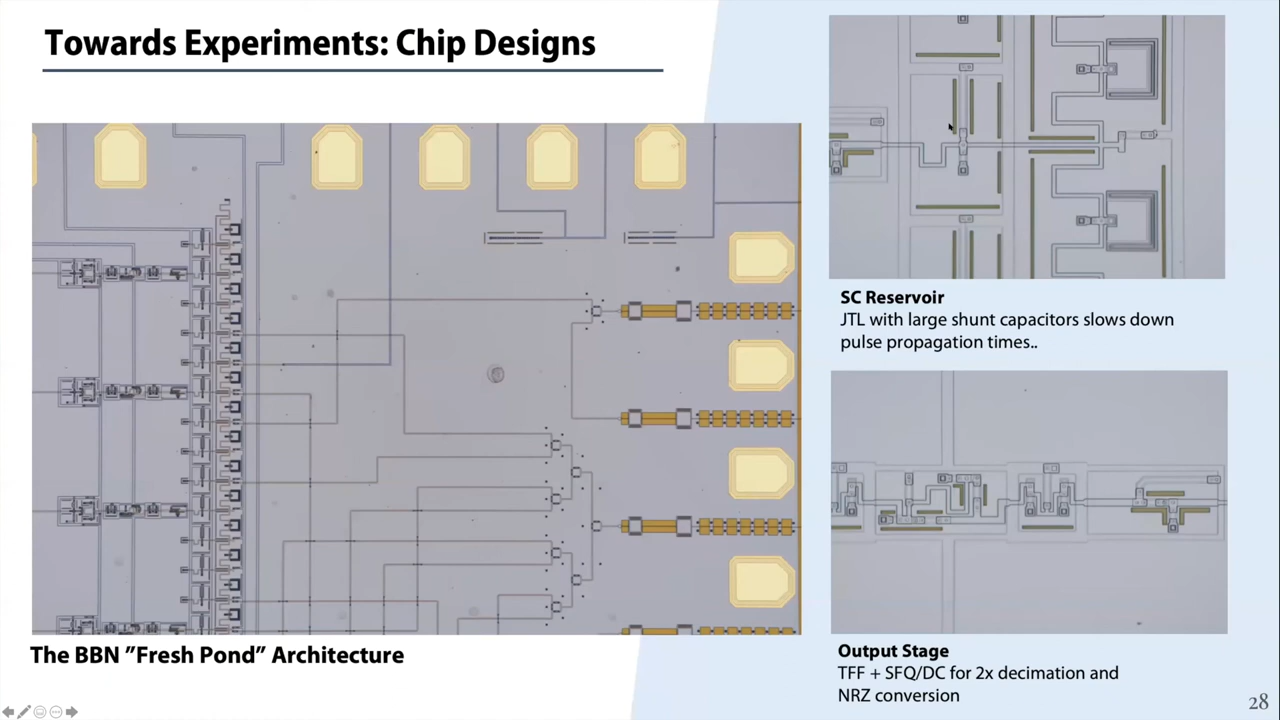 Towards Experiments: Chip Designs
SC Reservoir
JTL with large shunt capacitors slows down
pulse propagation times..
The BBN ”Fresh Pond” Architecture
Output Stage
TFF + SFQ/DC for 2x decimation and
NRZ conversion
28